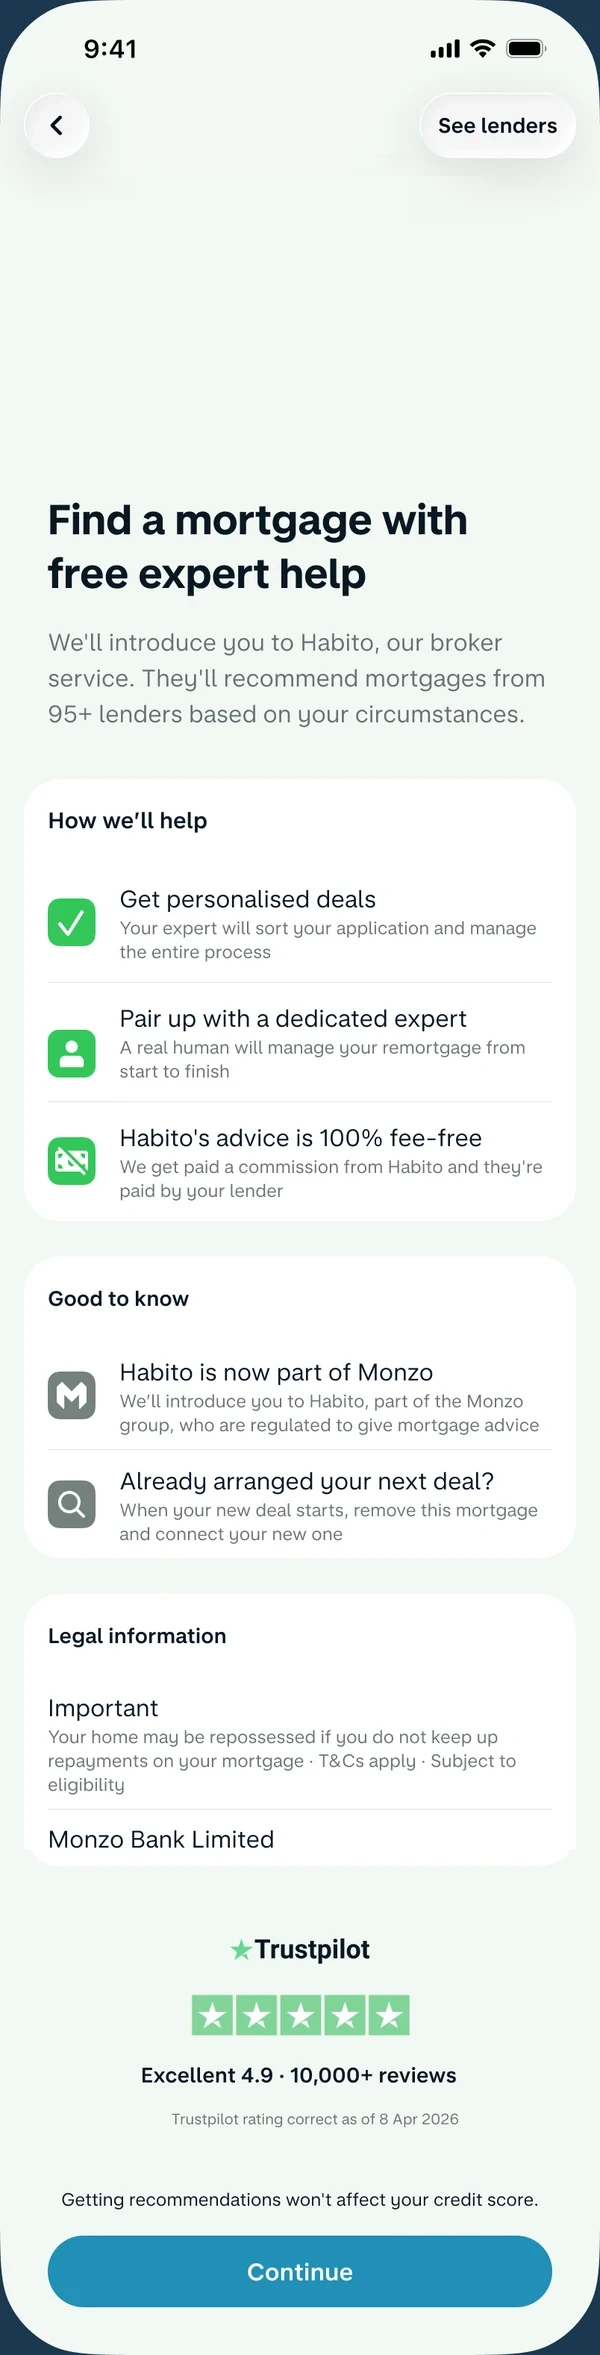 9:41
See lenders
Find a mortgage with
free expert help
We'll introduce you to Habito, our broker
service. They'll recommend mortgages from
95+ lenders based on your circumstances.
How we’ll help
Get personalised deals
Your expert will sort your application and manage
the entire process
Pair up with a dedicated expert
A real human will manage your remortgage from
start to finish
Habito's advice is 100% fee-free
We get paid a commission from Habito and they're
paid by your lender
Good to know
Habito is now part of Monzo
We’ll introduce you to Habito, part of the Monzo
group, who are regulated to give mortgage advice
Already arranged your next deal?
When your new deal starts, remove this mortgage
and connect your new one
Legal information
Important
Your home may be repossessed if you do not keep up
repayments on your mortgage · T&Cs apply · Subject to
eligibility
Monzo Bank Limited
Trustpilot
Excellent 4.9 · 10,000+ reviews
Trustpilot rating correct as of 8 Apr 2026
Getting recommendations won't affect your credit score.
Continue